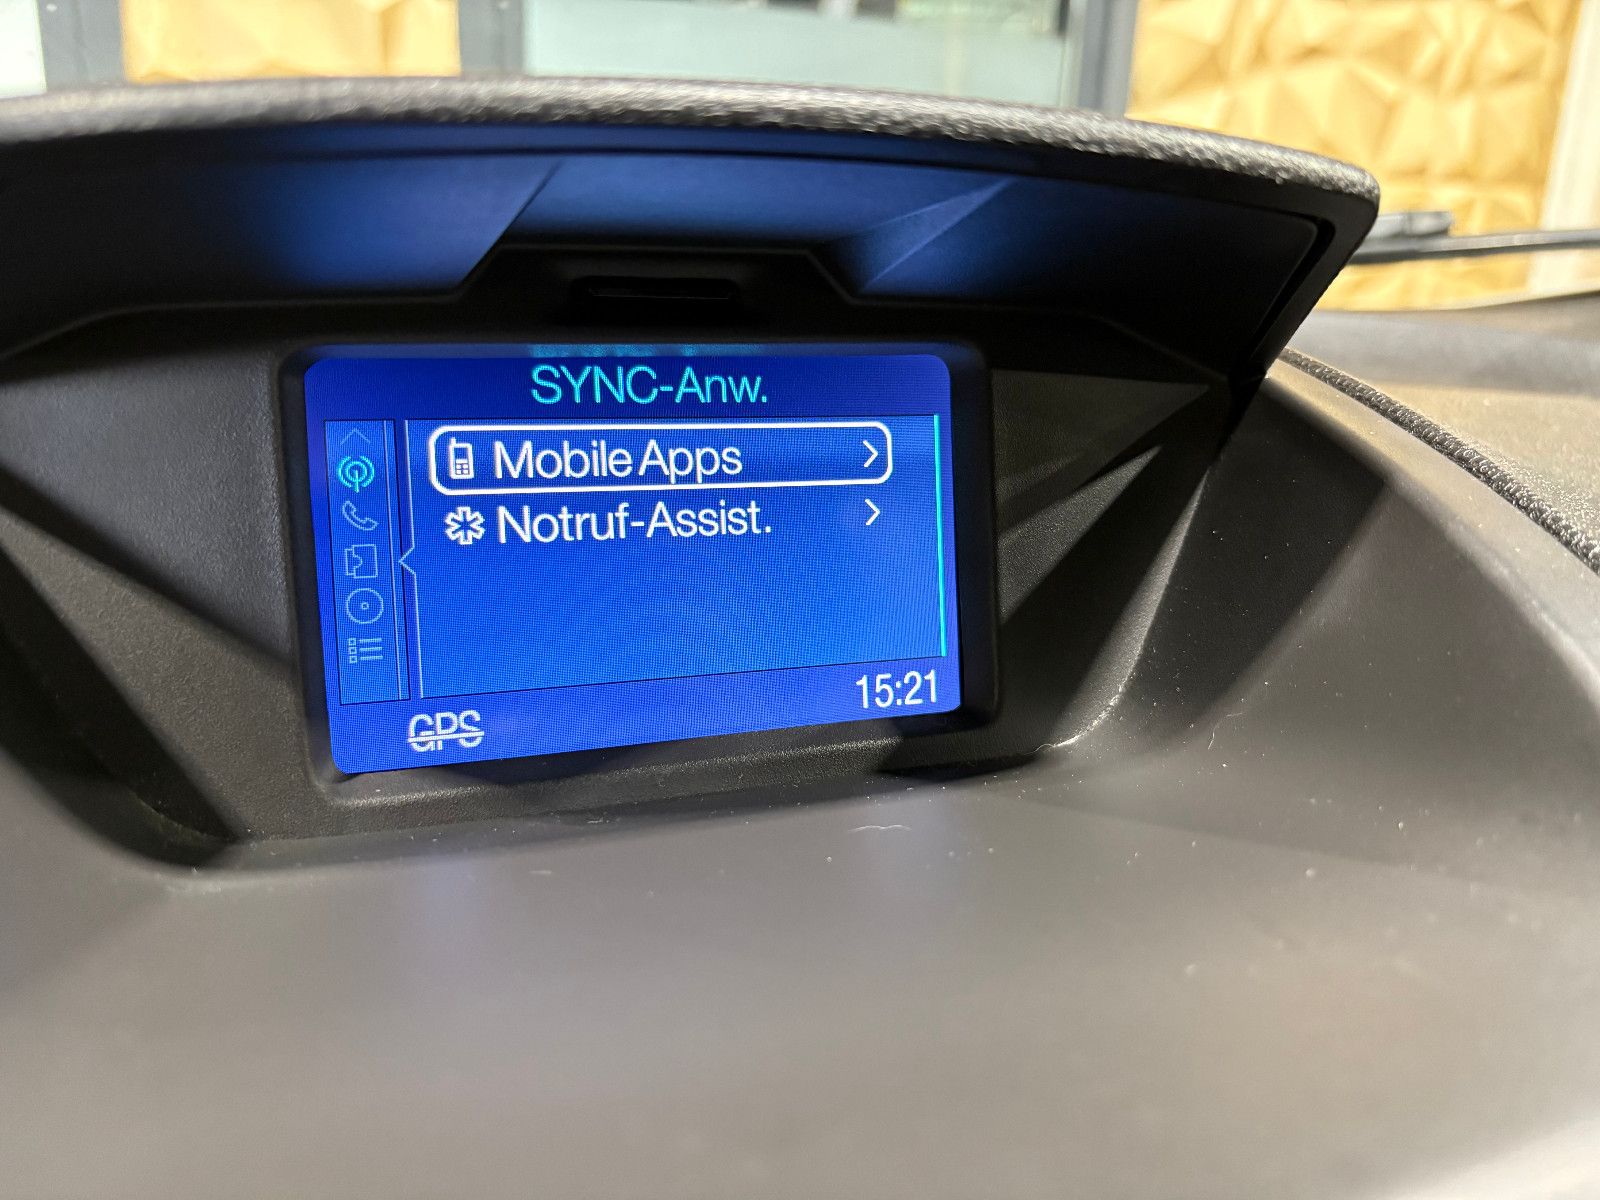 SYNC-Anw.
Mobile Apps
Notruf-Assist.
15:21
GPS